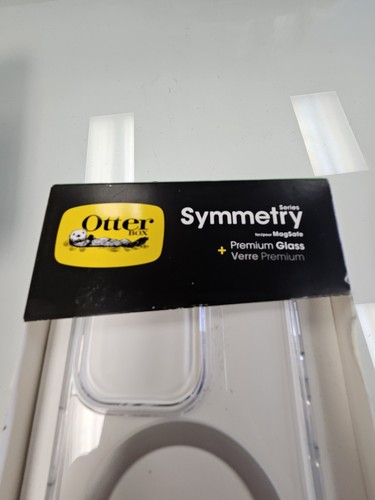 Otter
BOX
Series
Symmetry
MagSafe
+ Premium Glass
Verre Premium